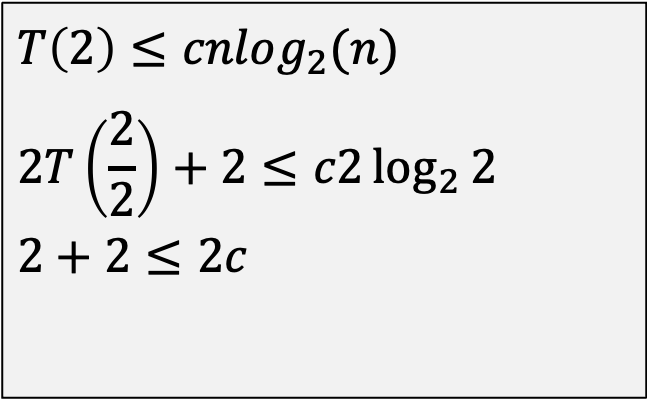 T(2) ≤ cnlog₂(n)
2T(2/2) + 2 ≤ c2 log₂ 2
2 + 2 ≤ 2c